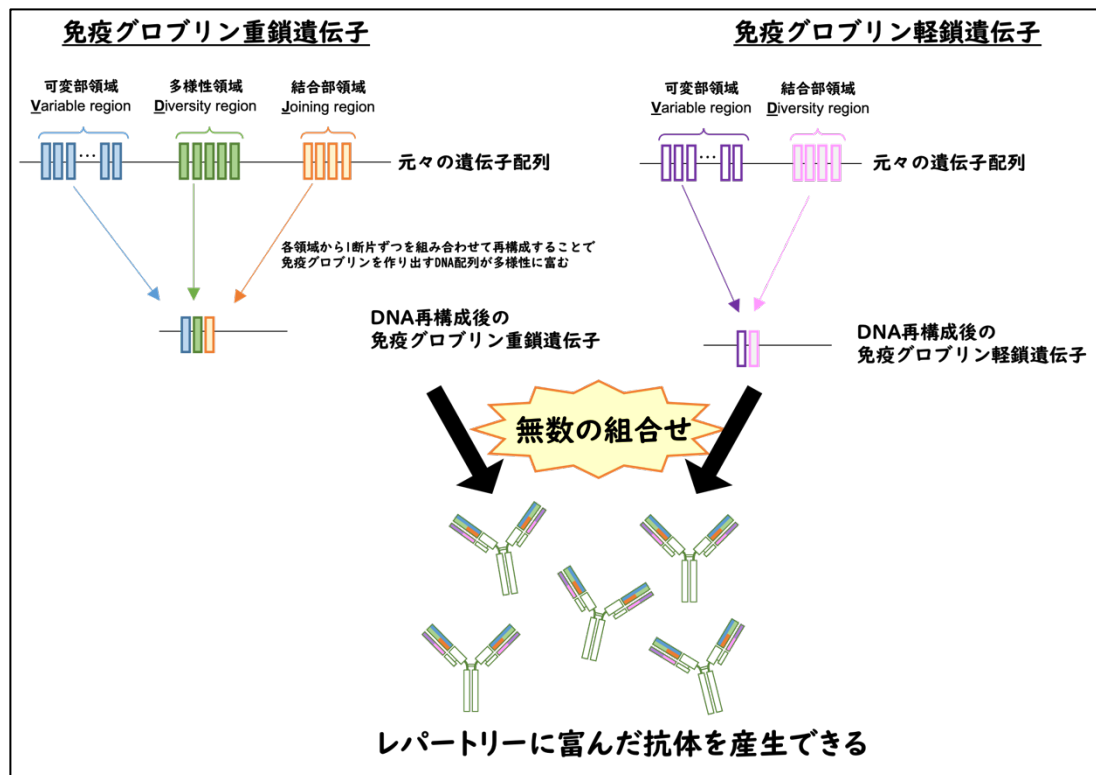 免疫グロブリン重鎖遺伝子
可変部領域
Variable region
多様性領域
Diversity region
結合部領域
Joining region
…
元々の遺伝子配列
各領域から1断片ずつを組み合わせて再構成することで
免疫グロブリンを作り出すDNA配列が多様性に富む
DNA再構成後の
免疫グロブリン重鎖遺伝子
免疫グロブリン軽鎖遺伝子
可変部領域
Variable region
結合部領域
Diversity region
…
元々の遺伝子配列
DNA再構成後の
免疫グロブリン軽鎖遺伝子
無数の組合せ
レパートリーに富んだ抗体を産生できる